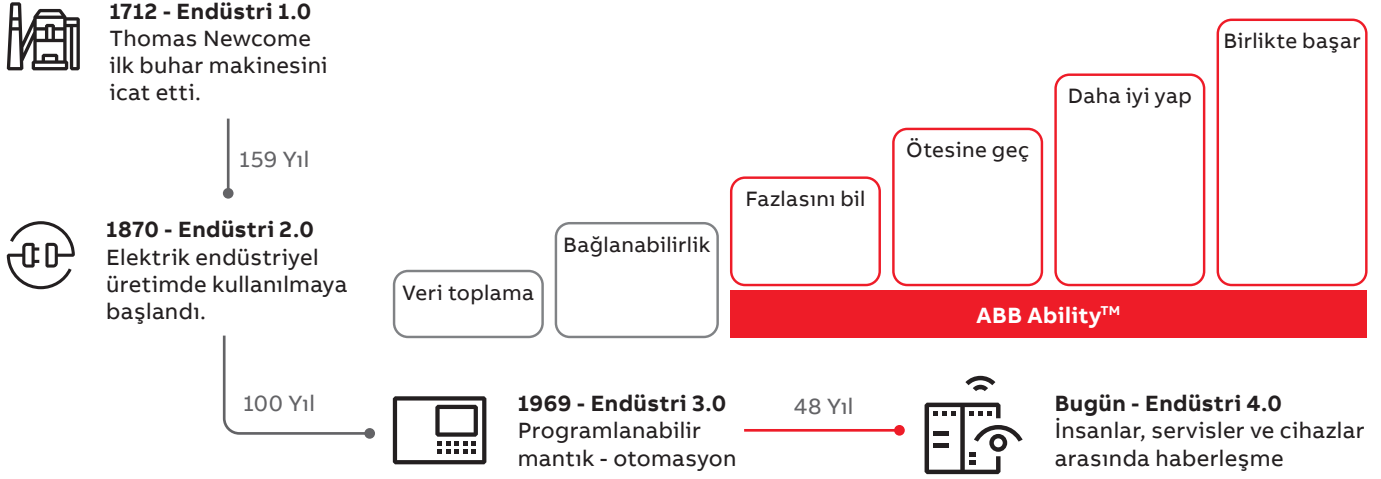 1712 - Endüstri 1.0
Thomas Newcome
ilk buhar makinesini
icat etti.
159 Yıl
1870 - Endüstri 2.0
Elektrik endüstriyel
üretimde kullanılmaya
başlandı.
100 Yıl
Veri toplama
Bağlanabilirlik
Fazlasını bil
Ötesine geç
Daha iyi yap
Birlikte başar
ABB Ability™
1969 - Endüstri 3.0
Programlanabilir
mantık - otomasyon
48 Yıl
Bugün - Endüstri 4.0
İnsanlar, servisler ve cihazlar
arasında haberleşme